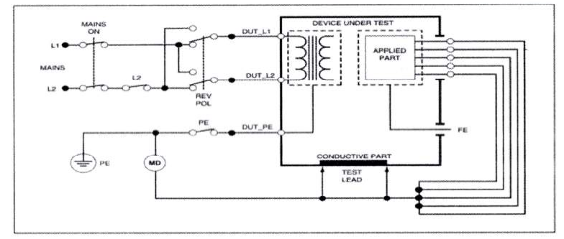 MAINS
ON
L1
MAINS
L2
L2
REV
POL
DUT_L1
DUT_L2
PE
DUT_PE
PE
MD
DEVICE UNDER TEST
APPLIED
PART
FE
CONDUCTIVE PART
TEST
LEAD